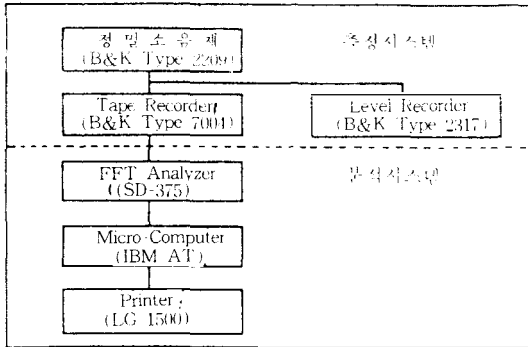 정밀소음계
(B&K Type 2209)
측정시스템
Tape Recorder
(B&K Type 7004)
Level Recorder
(B&K Type 2317)
FFT Analyzer
(SD-375)
분석시스템
Micro-Computer
(IBM AT)
Printer
(LG 1500)